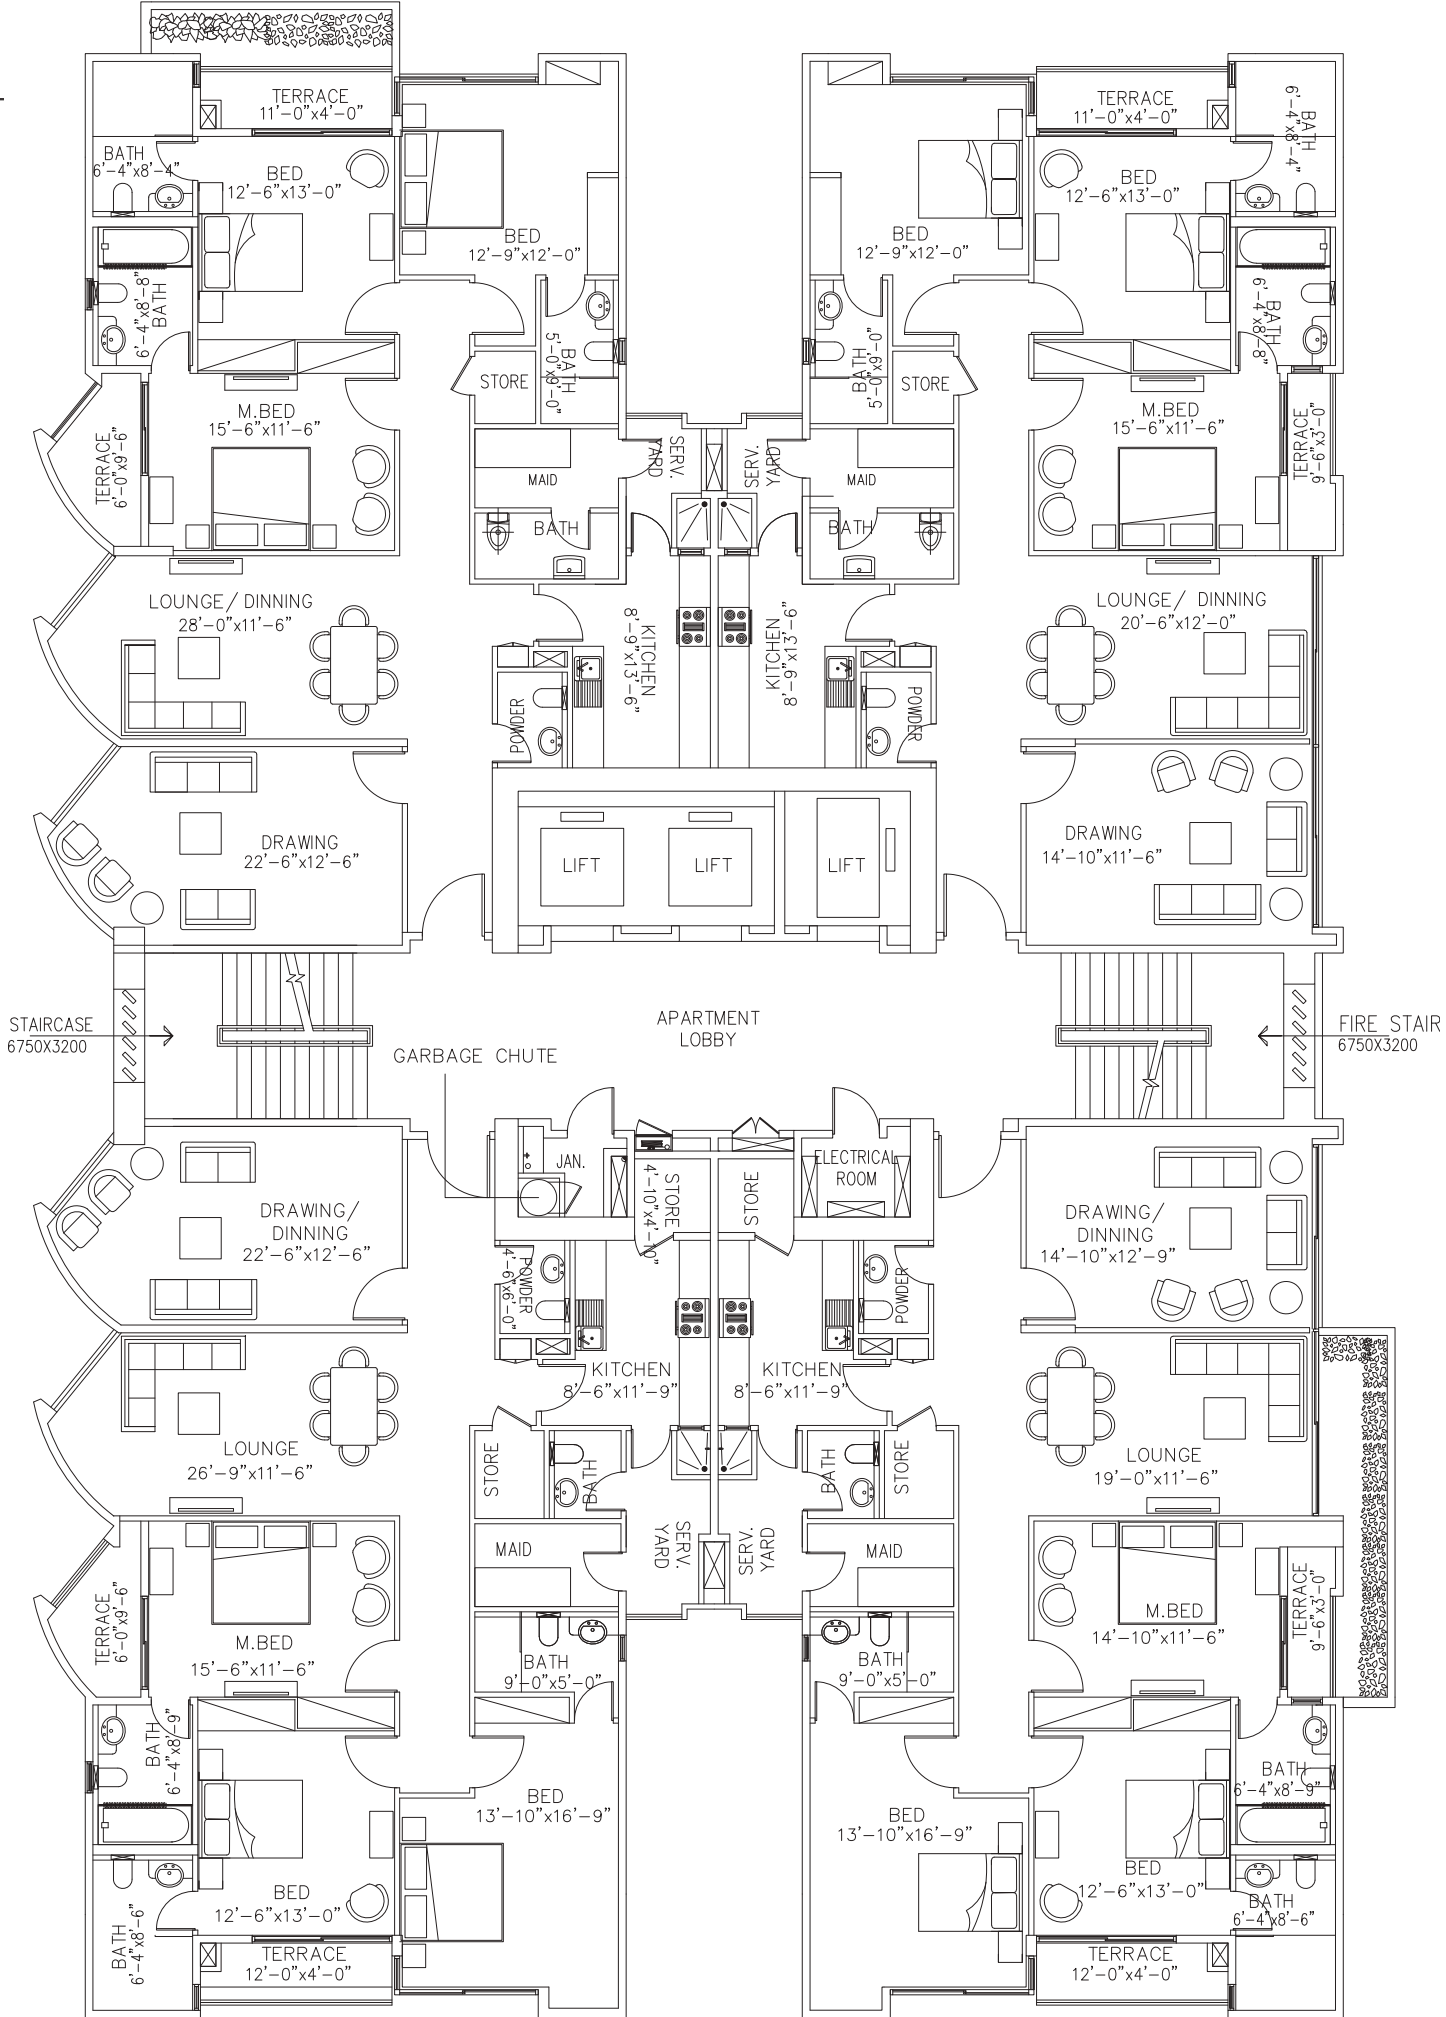 TERRACE
11'-0"x4'-0"
TERRACE
11'-0"x4'-0"
BATH
6'-4"x8'-4"
BATH
6'-4"x8'-4"
BED
12'-6"x13'-0"
BED
12'-6"x13'-0"
BED
12'-9"x12'-0"
BED
12'-9"x12'-0"
BATH
6'-4"x8'-8"
BATH
6'-4"x8'-8"
BATH
5'-0"x9'-0"
BATH
5'-0"x9'-0"
STORE
STORE
M.BED
15'-6"x11'-6"
M.BED
15'-6"x11'-6"
TERRACE
6'-0"x9'-6"
TERRACE
9'-6"x3'-0"
SERV.
YARD
SERV.
YARD
MAID
MAID
BATH
BATH
LOUNGE/ DINNING
28'-0"x11'-6"
LOUNGE/ DINNING
20'-6"x12'-0"
KITCHEN
8'-9"x13'-6"
KITCHEN
8'-9"x13'-6"
POWDER
POWDER
DRAWING
22'-6"x12'-6"
DRAWING
14'-10"x11'-6"
LIFT
LIFT
LIFT
STAIRCASE
6750X3200
APARTMENT
LOBBY
FIRE STAIR
6750X3200
GARBAGE CHUTE
JAN.
ELECTRICAL
ROOM
STORE
4'-10"x4'-10"
STORE
DRAWING/
DINNING
22'-6"x12'-6"
DRAWING/
DINNING
14'-10"x12'-9"
POWDER
4'-6"x6'-0"
POWDER
KITCHEN
8'-6"x11'-9"
KITCHEN
8'-6"x11'-9"
LOUNGE
26'-9"x11'-6"
LOUNGE
19'-0"x11'-6"
STORE
BATH
BATH
STORE
MAID
SERV.
YARD
SERV.
YARD
MAID
TERRACE
6'-0"x9'-6"
TERRACE
9'-6"x3'-0"
M.BED
15'-6"x11'-6"
M.BED
14'-10"x11'-6"
BATH
9'-0"x5'-0"
BATH
9'-0"x5'-0"
BATH
6'-4"x8'-9"
BATH
6'-4"x8'-9"
BED
13'-10"x16'-9"
BED
13'-10"x16'-9"
BED
12'-6"x13'-0"
BED
12'-6"x13'-0"
BATH
6'-4"x8'-6"
BATH
6'-4"x8'-6"
TERRACE
12'-0"x4'-0"
TERRACE
12'-0"x4'-0"